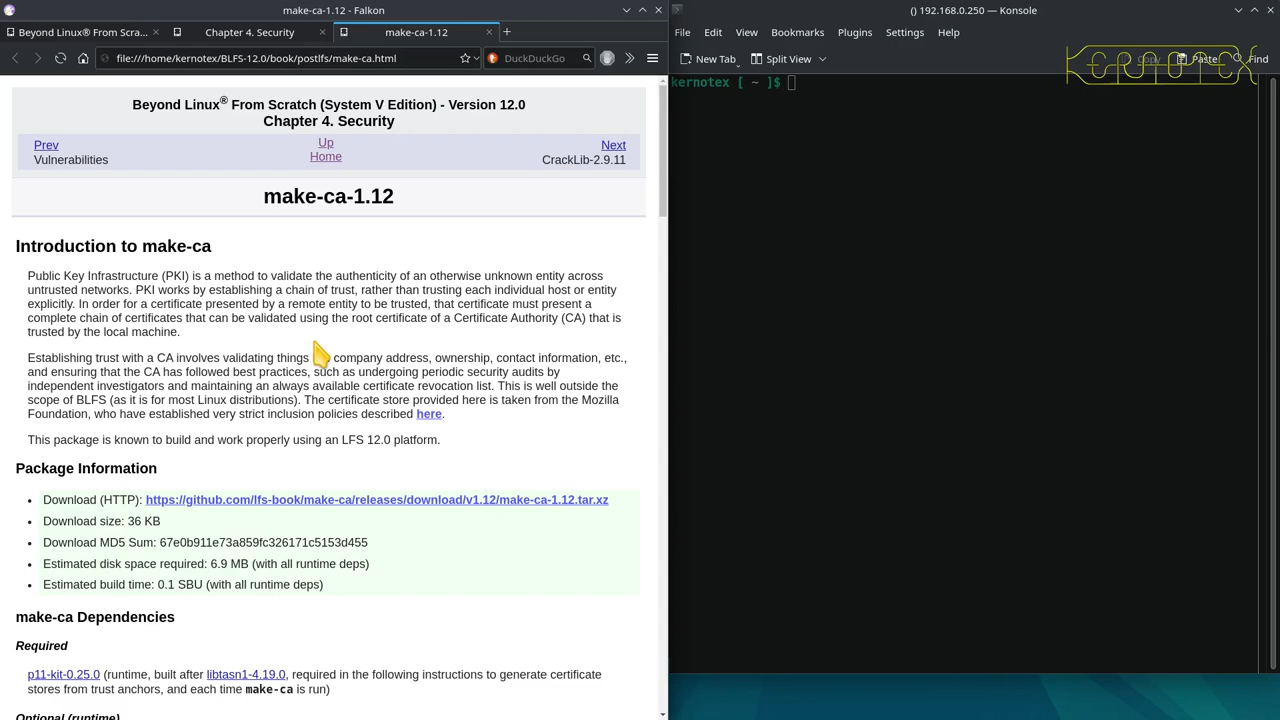 make-ca-1.12 - Falkon
Beyond Linux® From Scra...
Chapter 4. Security
make-ca-1.12
file:///home/kernotex/BLFS-12.0/book/postlfs/make-ca.html
DuckDuckGo
Beyond Linux® From Scratch (System V Edition) - Version 12.0
Chapter 4. Security
Prev
Up
Next
Vulnerabilities
Home
CrackLib-2.9.11
make-ca-1.12
Introduction to make-ca
Public Key Infrastructure (PKI) is a method to validate the authenticity of an otherwise unknown entity across
untrusted networks. PKI works by establishing a chain of trust, rather than trusting each individual host or entity
explicitly. In order for a certificate presented by a remote entity to be trusted, that certificate must present a
complete chain of certificates that can be validated using the root certificate of a Certificate Authority (CA) that is
trusted by the local machine.
Establishing trust with a CA involves validating things company address, ownership, contact information, etc.,
and ensuring that the CA has followed best practices, such as undergoing periodic security audits by
independent investigators and maintaining an always available certificate revocation list. This is well outside the
scope of BLFS (as it is for most Linux distributions). The certificate store provided here is taken from the Mozilla
Foundation, who have established very strict inclusion policies described here.
This package is known to build and work properly using an LFS 12.0 platform.
Package Information
• Download (HTTP): https://github.com/lfs-book/make-ca/releases/download/v1.12/make-ca-1.12.tar.xz
• Download size: 36 KB
• Download MD5 Sum: 67e0b911e73a859fc326171c5153d455
• Estimated disk space required: 6.9 MB (with all runtime deps)
• Estimated build time: 0.1 SBU (with all runtime deps)
make-ca Dependencies
Required
p11-kit-0.25.0 (runtime, built after libtasn1-4.19.0, required in the following instructions to generate certificate
stores from trust anchors, and each time make-ca is run)
Optional (runtime)
() 192.168.0.250 — Konsole
File Edit View Bookmarks Plugins Settings Help
New Tab Split View Copy Paste Find
KERNOTEX
kernotex [ ~ ]$